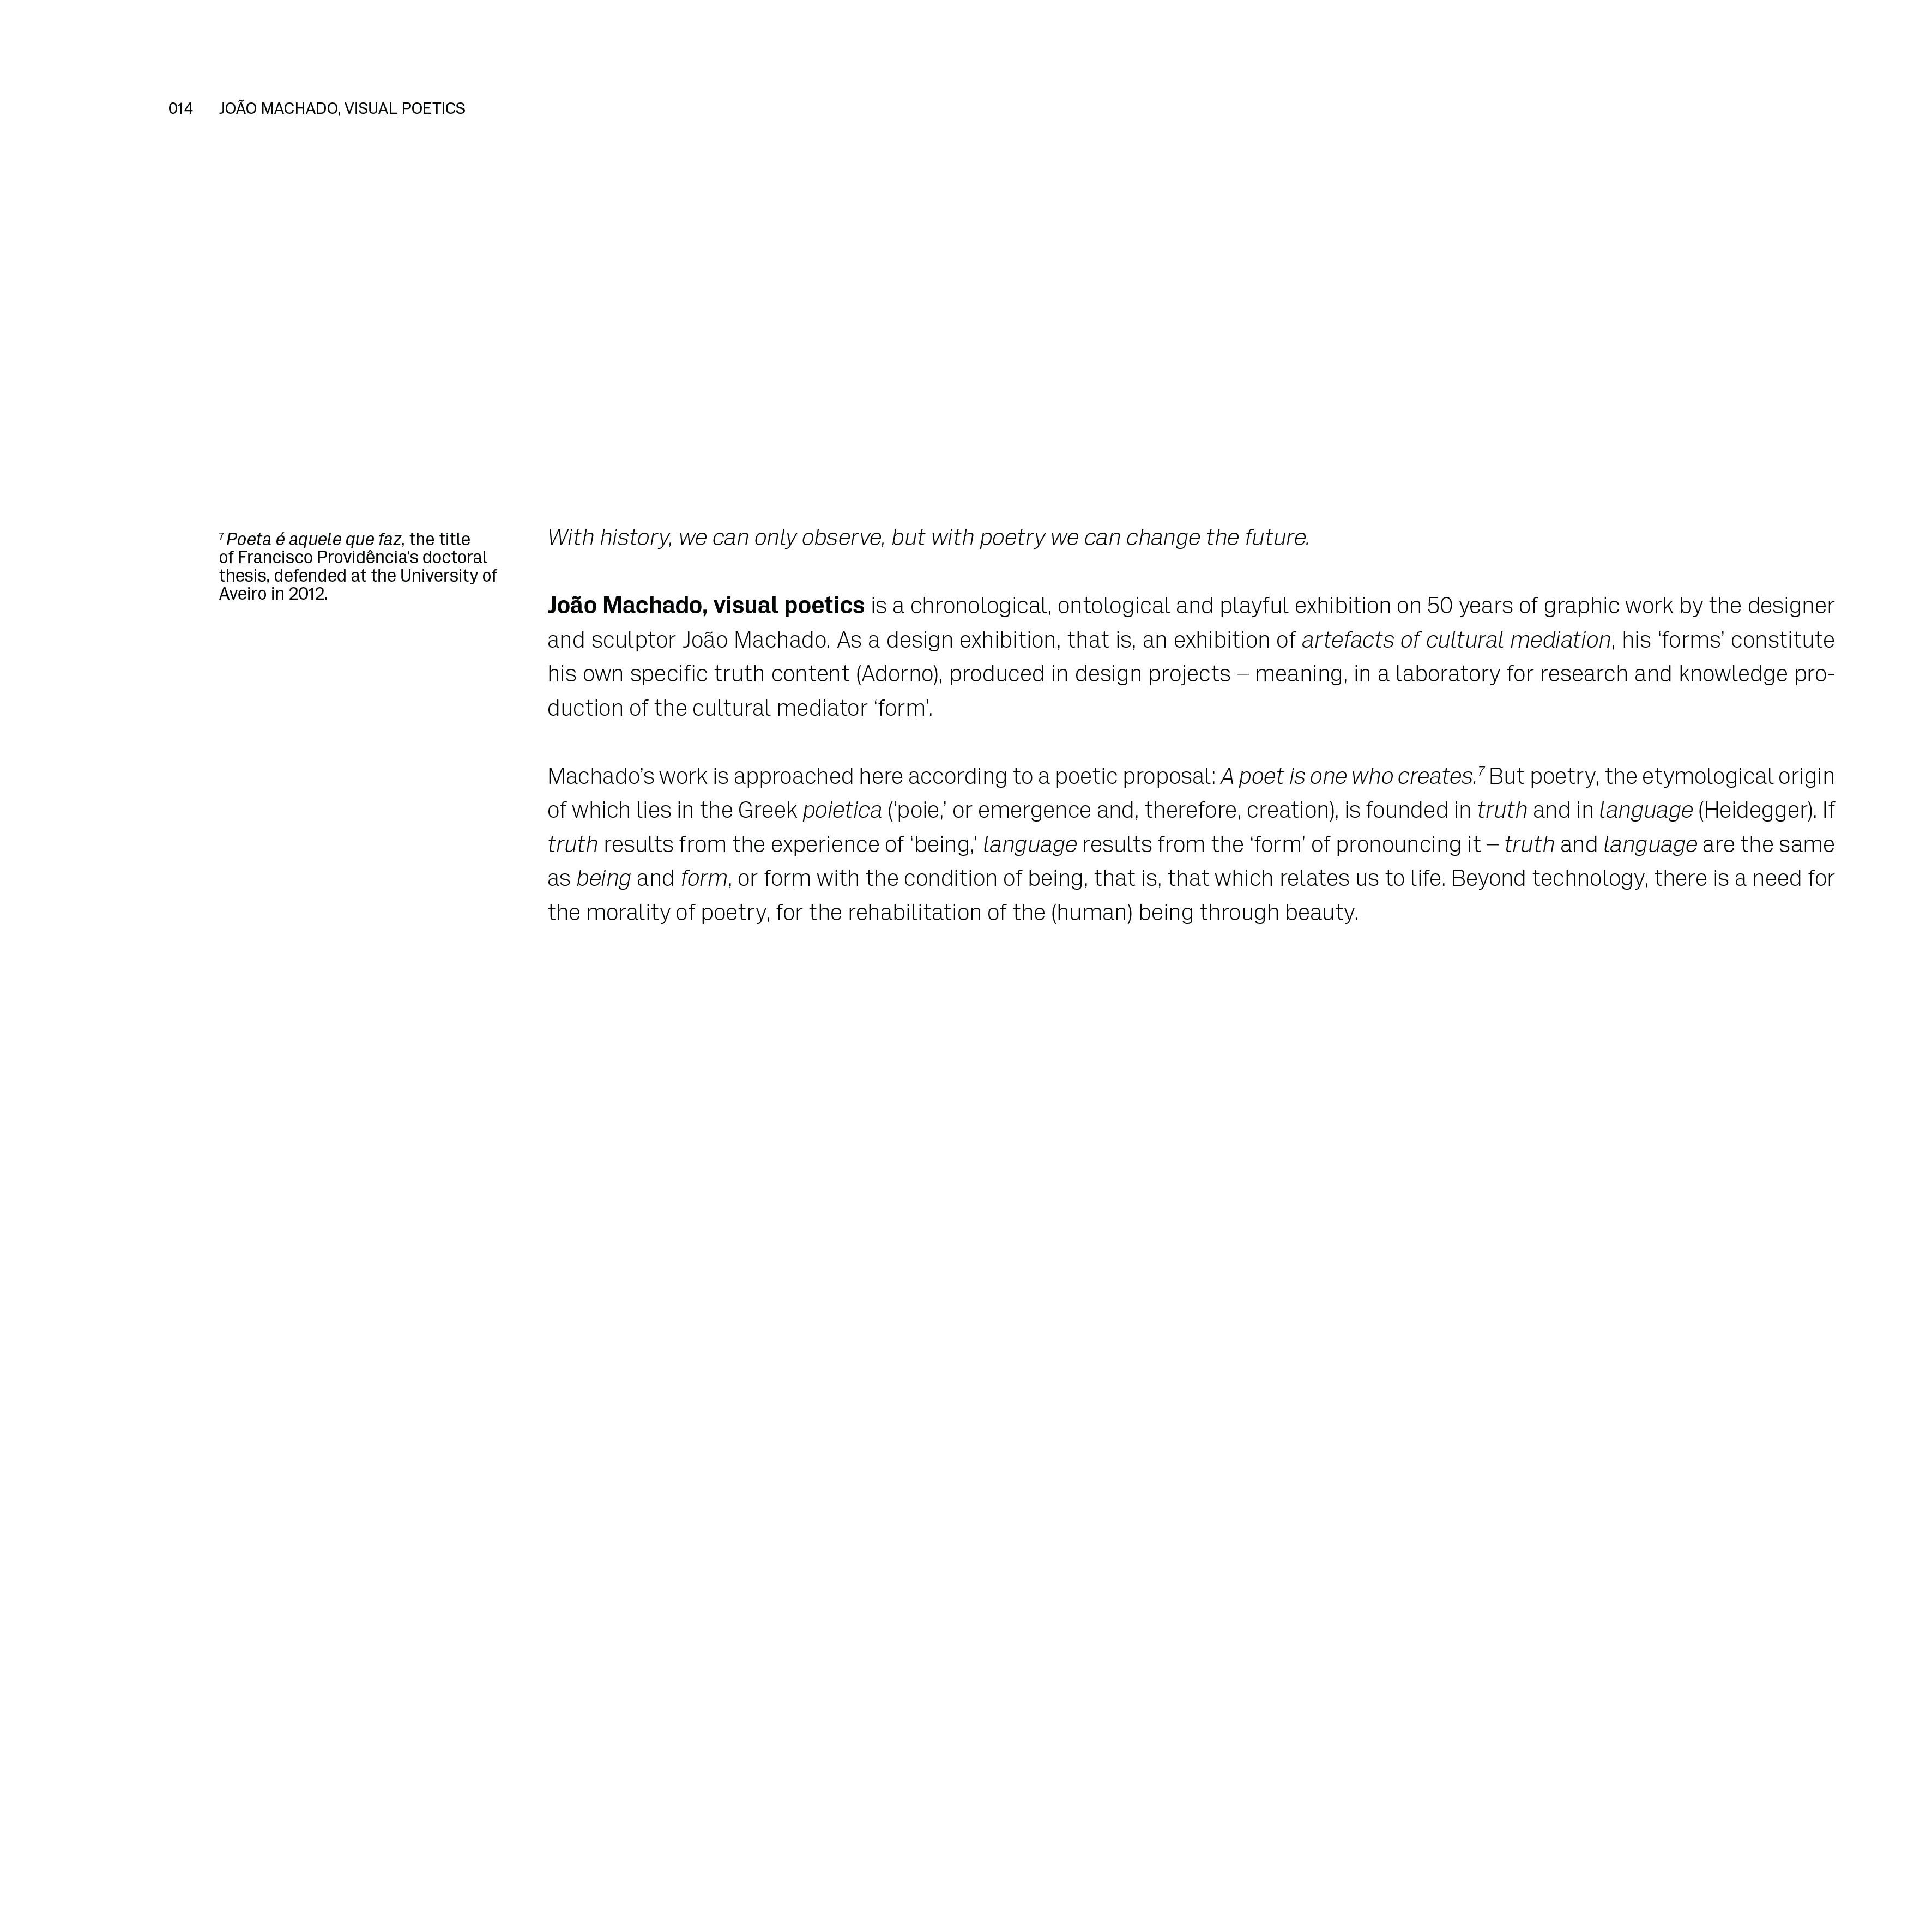 014 JOÃO MACHADO, VISUAL POETICS
⁷ Poeta é aquele que faz, the title
of Francisco Providência’s doctoral
thesis, defended at the University of
Aveiro in 2012.
With history, we can only observe, but with poetry we can change the future.
João Machado, visual poetics is a chronological, ontological and playful exhibition on 50 years of graphic work by the designer
and sculptor João Machado. As a design exhibition, that is, an exhibition of artefacts of cultural mediation, his ‘forms’ constitute
his own specific truth content (Adorno), produced in design projects – meaning, in a laboratory for research and knowledge pro-
duction of the cultural mediator ‘form’.
Machado’s work is approached here according to a poetic proposal: A poet is one who creates.⁷ But poetry, the etymological origin
of which lies in the Greek poietica (‘poie,’ or emergence and, therefore, creation), is founded in truth and in language (Heidegger). If
truth results from the experience of ‘being,’ language results from the ‘form’ of pronouncing it – truth and language are the same
as being and form, or form with the condition of being, that is, that which relates us to life. Beyond technology, there is a need for
the morality of poetry, for the rehabilitation of the (human) being through beauty.